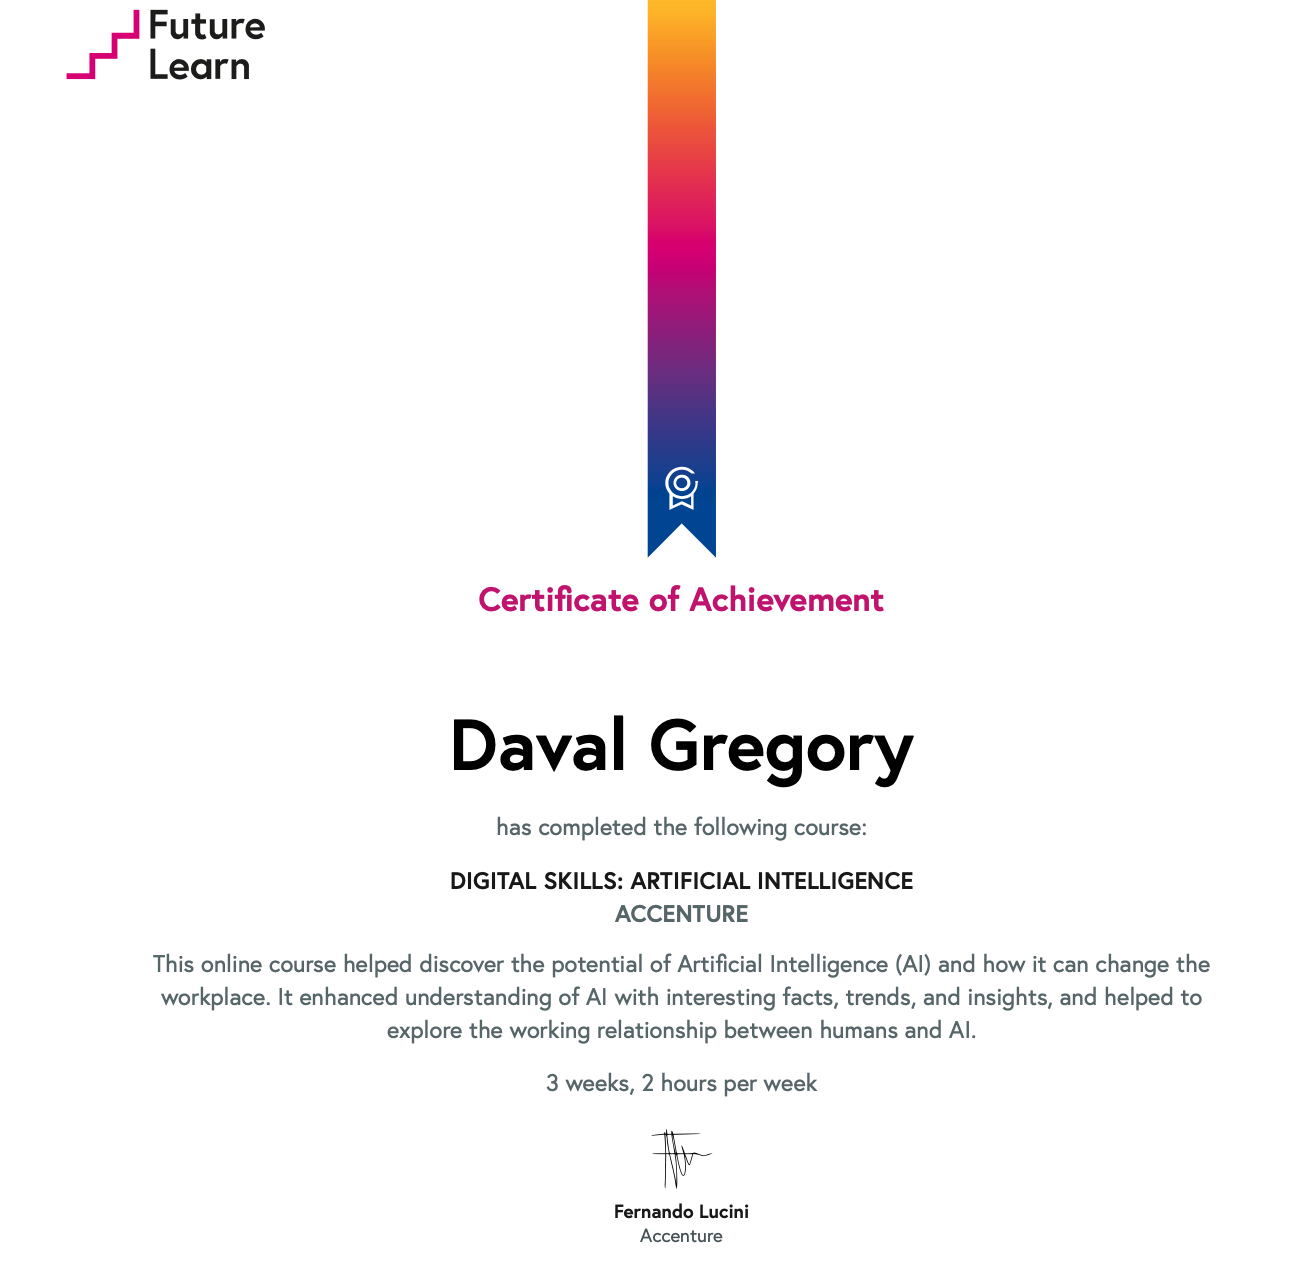 Future
Learn
Certificate of Achievement
Daval Gregory
has completed the following course:
DIGITAL SKILLS: ARTIFICIAL INTELLIGENCE
ACCENTURE
This online course helped discover the potential of Artificial Intelligence (AI) and how it can change the
workplace. It enhanced understanding of AI with interesting facts, trends, and insights, and helped to
explore the working relationship between humans and AI.
3 weeks, 2 hours per week
Fernando Lucini
Accenture